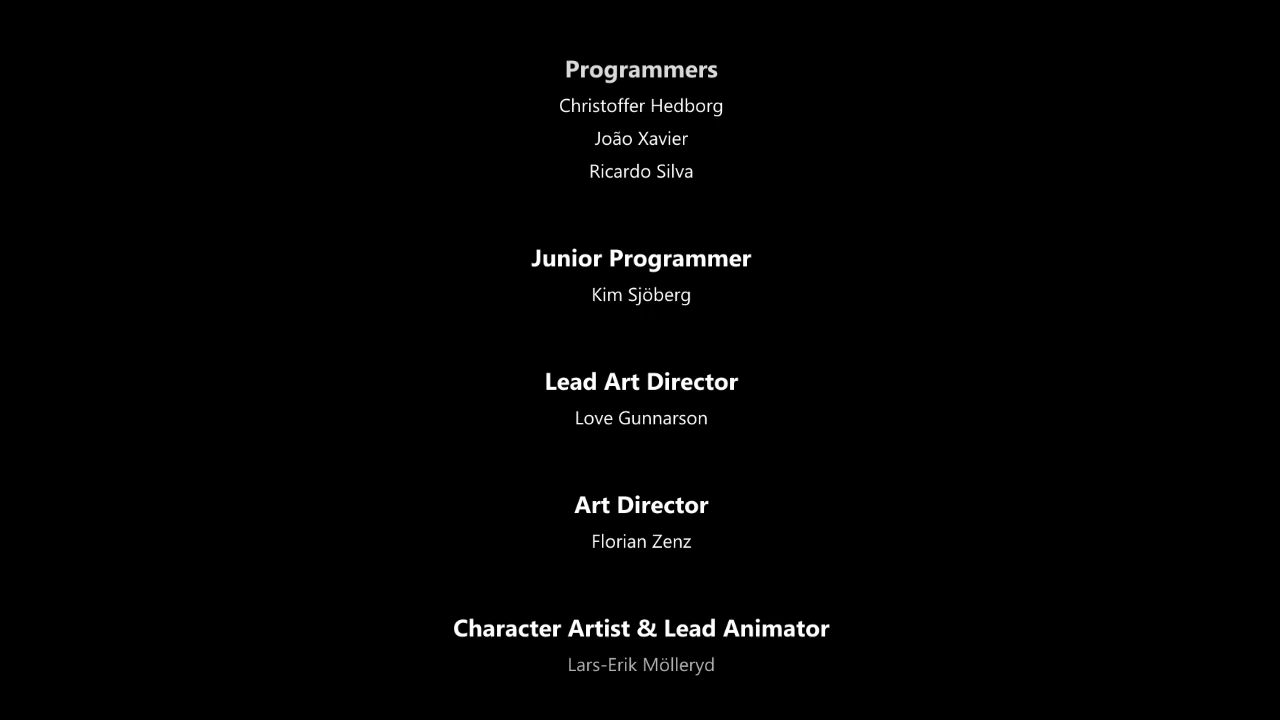 Programmers
Christoffer Hedborg
João Xavier
Ricardo Silva
Junior Programmer
Kim Sjöberg
Lead Art Director
Love Gunnarson
Art Director
Florian Zenz
Character Artist & Lead Animator
Lars-Erik Mölleryd